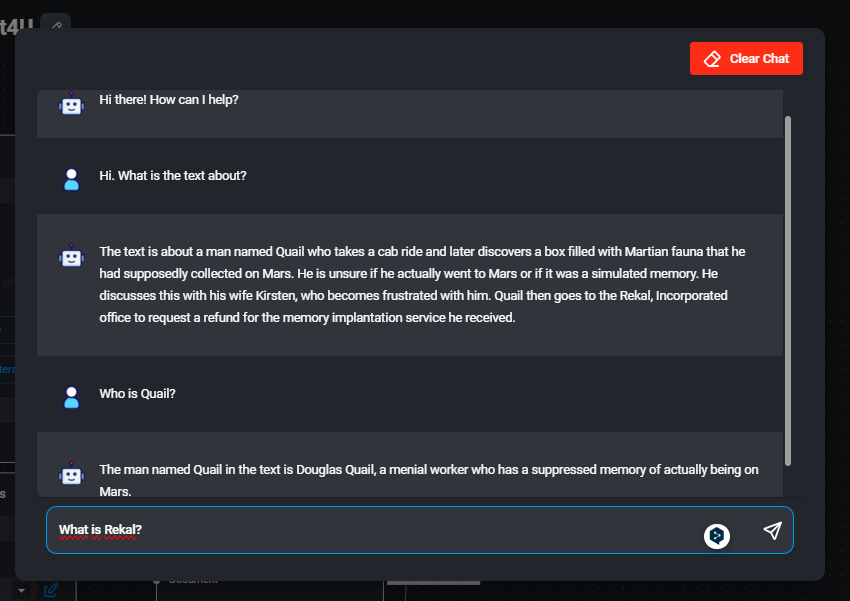 Clear Chat
Hi there! How can I help?
Hi. What is the text about?
The text is about a man named Quail who takes a cab ride and later discovers a box filled with Martian fauna that he
had supposedly collected on Mars. He is unsure if he actually went to Mars or if it was a simulated memory. He
discusses this with his wife Kirsten, who becomes frustrated with him. Quail then goes to the Rekal, Incorporated
office to request a refund for the memory implantation service he received.
Who is Quail?
The man named Quail in the text is Douglas Quail, a menial worker who has a suppressed memory of actually being on
Mars.
What is Rekal?
Document